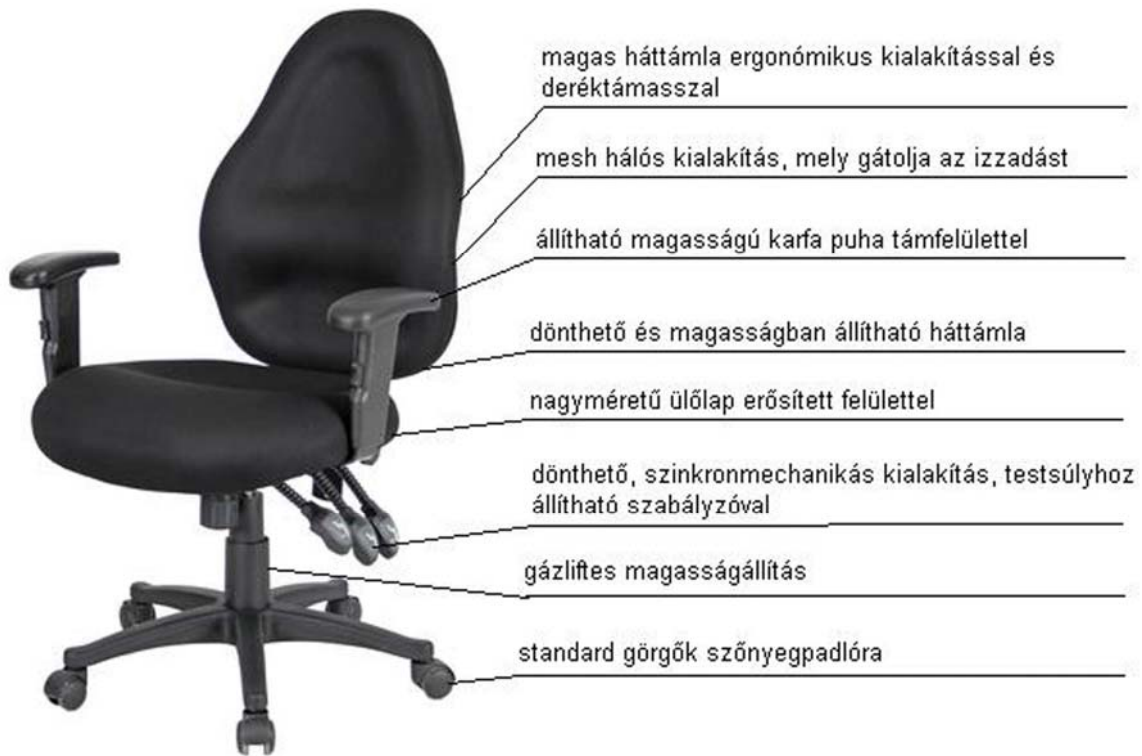 magas háttámla ergonómikus kialakítással és
deréktámasszal
mesh hálós kialakítás, mely gátolja az izzadást
állítható magasságú karfa puha támfelülettel
dönthető és magasságban állítható háttámla
nagyméretű ülőlap erősített felülettel
dönthető, szinkronmechanikás kialakítás, testsúlyhoz
állítható szabályzóval
gázliftes magasságállítás
standard görgők szőnyegpadlóra